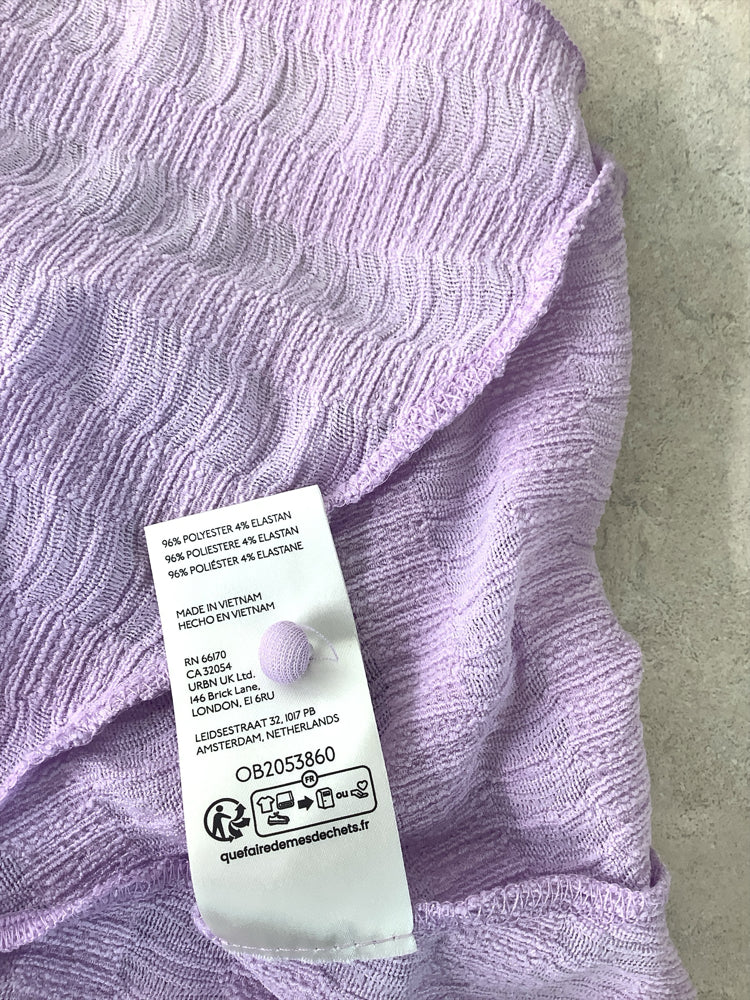 96% POLYESTER 4% ELASTAN
96% POLIESTERE 4% ELASTAN
96% POLIÉSTER 4% ELASTANE
MADE IN VIETNAM
HECHO EN VIETNAM
RN 66170
CA 32054
URBN UK Ltd.
146 Brick Lane,
LONDON, E1 6RU
LEIDSESTRAAT 32, 1017 PB
AMSTERDAM, NETHERLANDS
OB2053860
FR
ou
quefairedemesdechets.fr